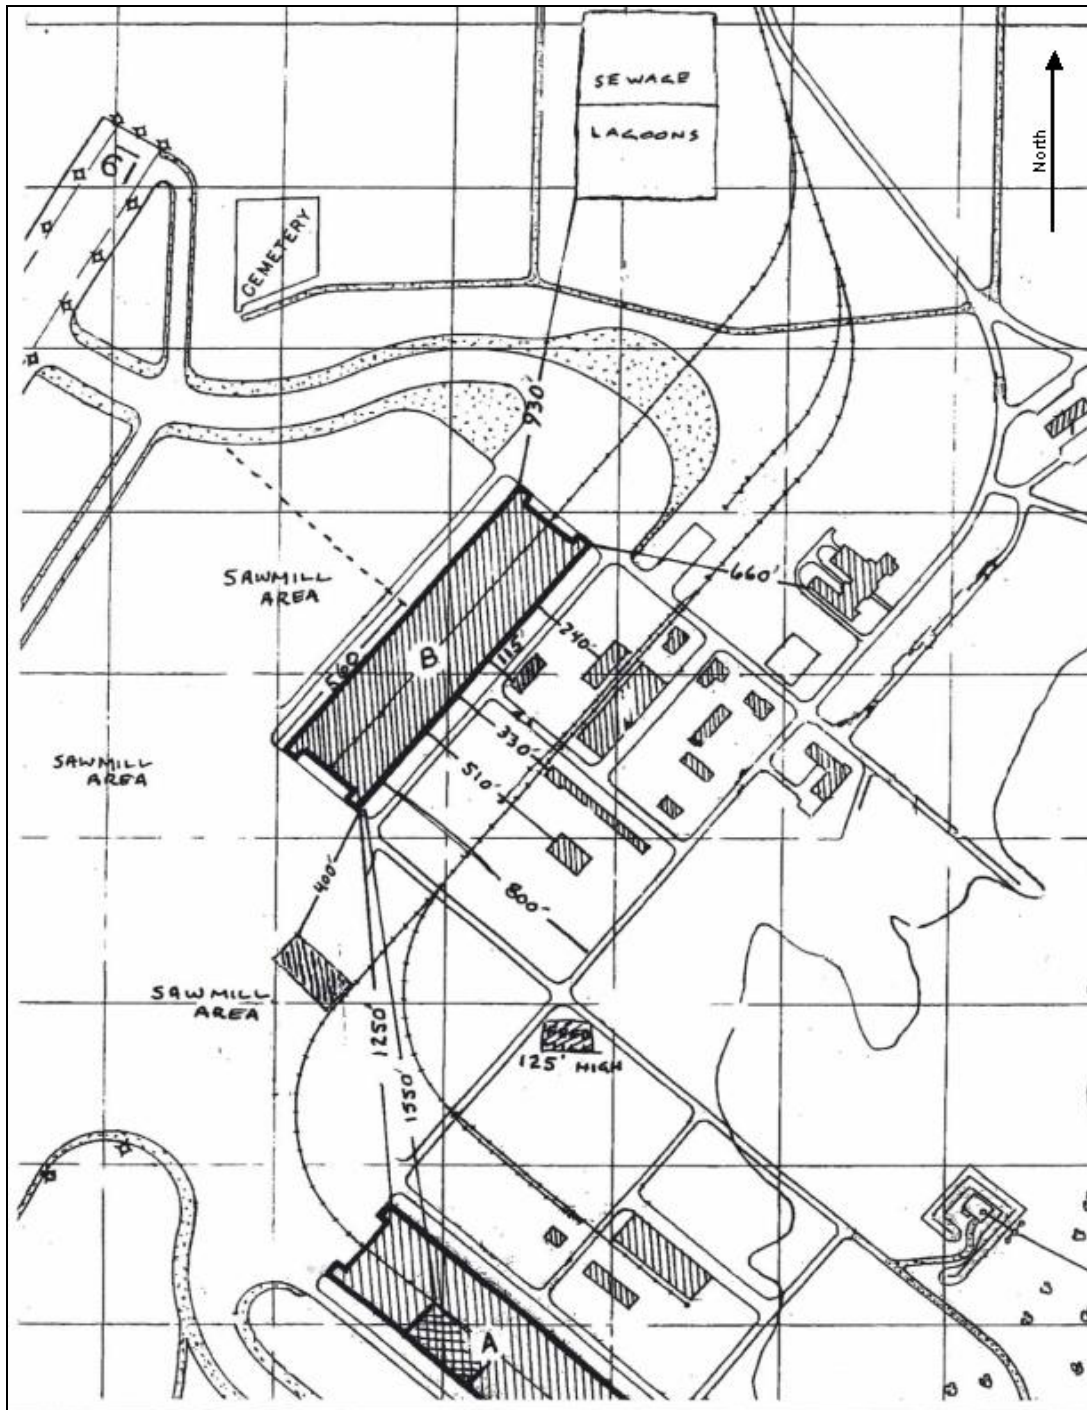 SEWAGE
LAGOONS
North
19
CEMETERY
930'
SAWMILL
AREA
660'
B
115'
240'
560
330'
510'
SAWMILL
AREA
400'
800'
SAWMILL
AREA
1250'
1550'
125' HIGH
A